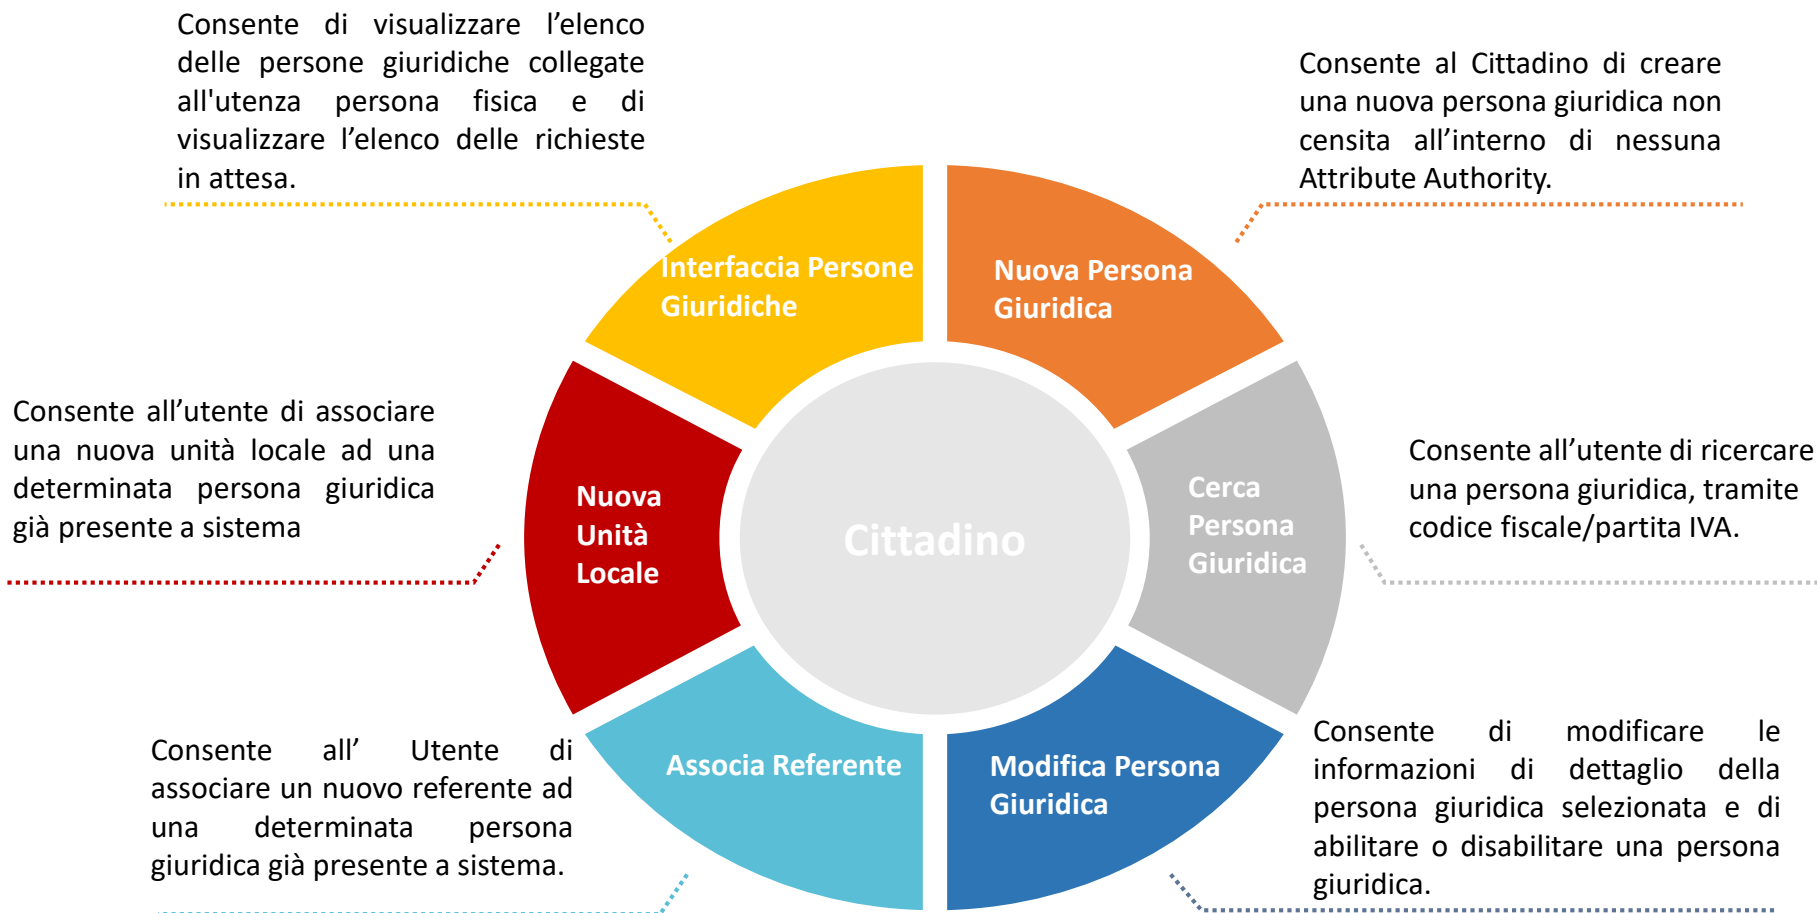 Consente di visualizzare l’elenco
delle persone giuridiche collegate
all'utenza persona fisica e di
visualizzare l’elenco delle richieste
in attesa.
Consente al Cittadino di creare
una nuova persona giuridica non
censita all’interno di nessuna
Attribute Authority.
Interfaccia Persone
Giuridiche
Nuova Persona
Giuridica
Consente all’utente di associare
una nuova unità locale ad una
determinata persona giuridica
già presente a sistema
Nuova
Unità
Locale
Cittadino
Cerca
Persona
Giuridica
Consente all’utente di ricercare
una persona giuridica, tramite
codice fiscale/partita IVA.
Associa Referente
Modifica Persona
Giuridica
Consente all’ Utente di
associare un nuovo referente ad
una determinata persona
giuridica già presente a sistema.
Consente di modificare le
informazioni di dettaglio della
persona giuridica selezionata e di
abilitare o disabilitare una persona
giuridica.